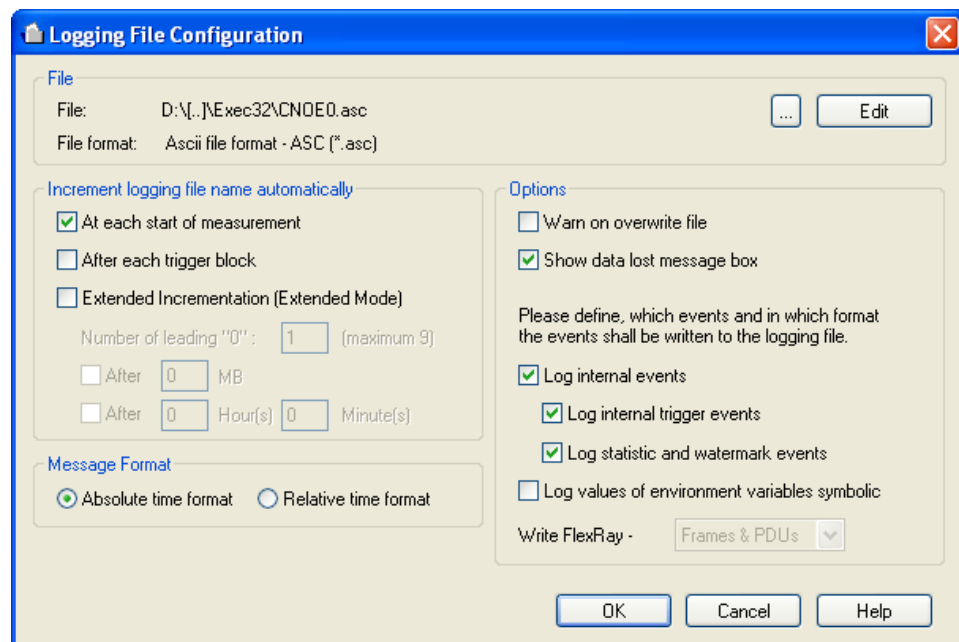 Logging File Configuration
File
File: D:\[..]\Exec32\CNOE0.asc
... Edit
File format: Ascii file format - ASC (*.asc)
Increment logging file name automatically
At each start of measurement
After each trigger block
Extended Incrementation (Extended Mode)
Number of leading "0" : 1 (maximum 9)
After 0 MB
After 0 Hour(s) 0 Minute(s)
Message Format
Absolute time format Relative time format
Options
Warn on overwrite file
Show data lost message box
Please define, which events and in which format
the events shall be written to the logging file.
Log internal events
Log internal trigger events
Log statistic and watermark events
Log values of environment variables symbolic
Write FlexRay - Frames & PDUs
OK Cancel Help